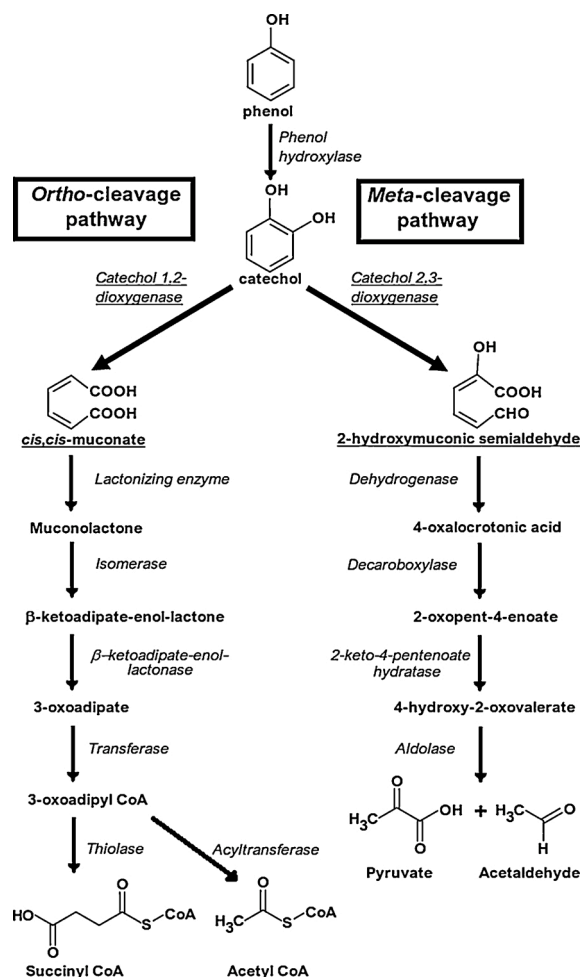 OH
phenol
Phenol
hydroxylase
Ortho-cleavage
pathway
Meta-cleavage
pathway
OH
OH
catechol
Catechol 1,2-
dioxygenase
Catechol 2,3-
dioxygenase
COOH
COOH
cis,cis-muconate
OH
COOH
CHO
2-hydroxymuconic semialdehyde
Lactonizing enzyme
Dehydrogenase
Muconolactone
4-oxalocrotonic acid
Isomerase
Decaroboxylase
β-ketoadipate-enol-lactone
2-oxopent-4-enoate
β-ketoadipate-enol-
lactonase
2-keto-4-pentenoate
hydratase
3-oxoadipate
4-hydroxy-2-oxovalerate
Transferase
Aldolase
3-oxoadipyl CoA
O
H3C
OH
O
+
H3C
O
H
Pyruvate
Acetaldehyde
Thiolase
Acyltransferase
HO
O
O
S
CoA
Succinyl CoA
O
H3C
S
CoA
Acetyl CoA